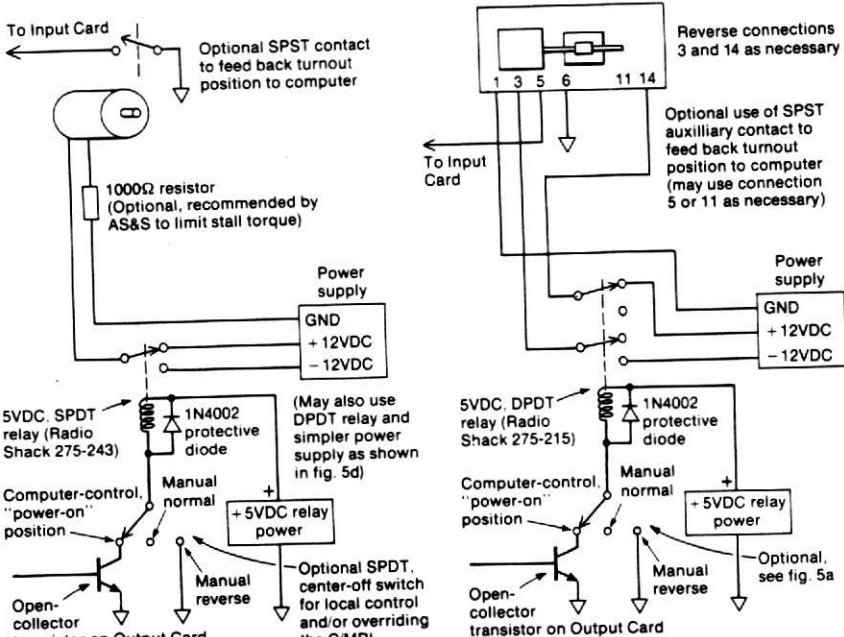 To Input Card
Optional SPST contact
to feed back turnout
position to computer
1000Ω resistor
(Optional, recommended by
AS&S to limit stall torque)
Power
supply
GND
+ 12VDC
− 12VDC
5VDC, SPDT
relay (Radio
Shack 275-243)
1N4002
protective
diode
(May also use
DPDT relay and
simpler power
supply as shown
in fig. 5d)
Computer-control,
"power-on"
position
Manual
normal
+
+ 5VDC relay
power
Manual
reverse
Optional SPDT,
center-off switch
for local control
and/or overriding
Open-
collector
on Output Card
Reverse connections
3 and 14 as necessary
1 3 5 6 11 14
To Input
Card
Optional use of SPST
auxilliary contact to
feed back turnout
position to computer
(may use connection
5 or 11 as necessary)
Power
supply
GND
+ 12VDC
− 12VDC
5VDC, DPDT
relay (Radio
Shack 275-215)
1N4002
protective
diode
Computer-control,
"power-on"
position
Manual
normal
+
+ 5VDC relay
power
Manual
reverse
Optional,
see fig. 5a
Open-
collector
transistor on Output Card